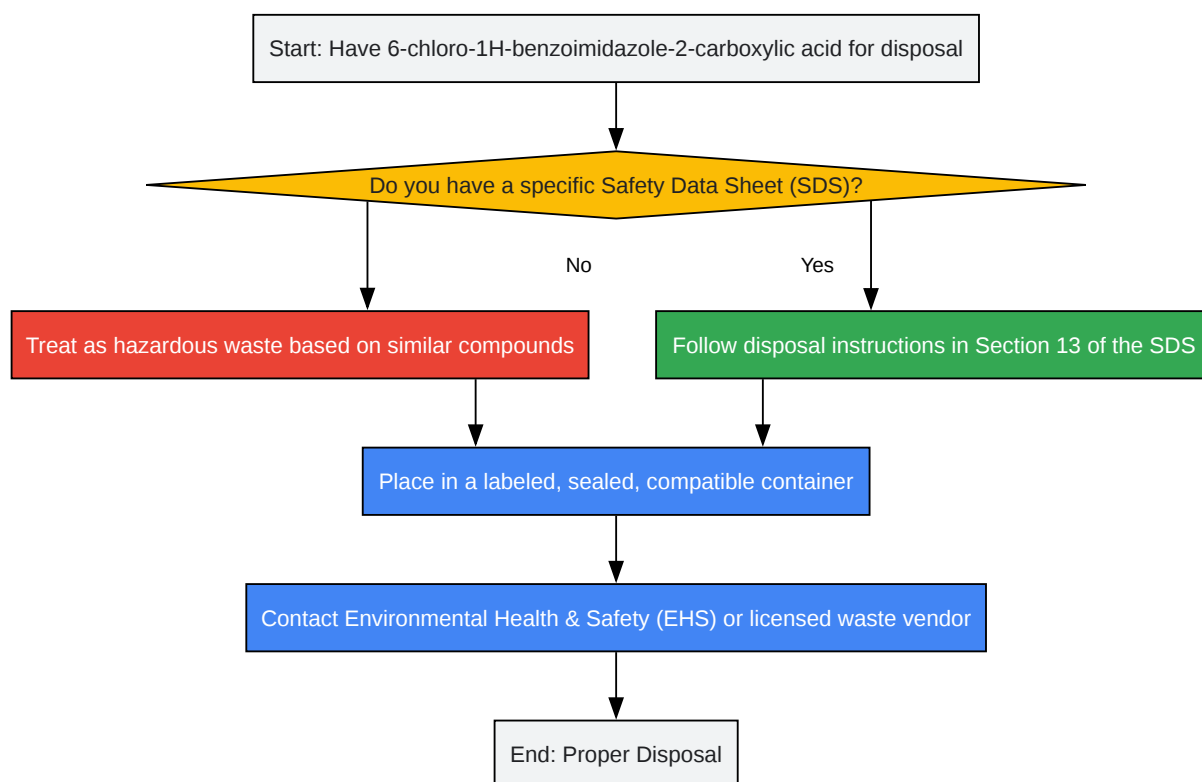 Start: Have 6-chloro-1H-benzoimidazole-2-carboxylic acid for disposal
Do you have a specific Safety Data Sheet (SDS)?
No
Yes
Treat as hazardous waste based on similar compounds
Follow disposal instructions in Section 13 of the SDS
Place in a labeled, sealed, compatible container
Contact Environmental Health & Safety (EHS) or licensed waste vendor
End: Proper Disposal